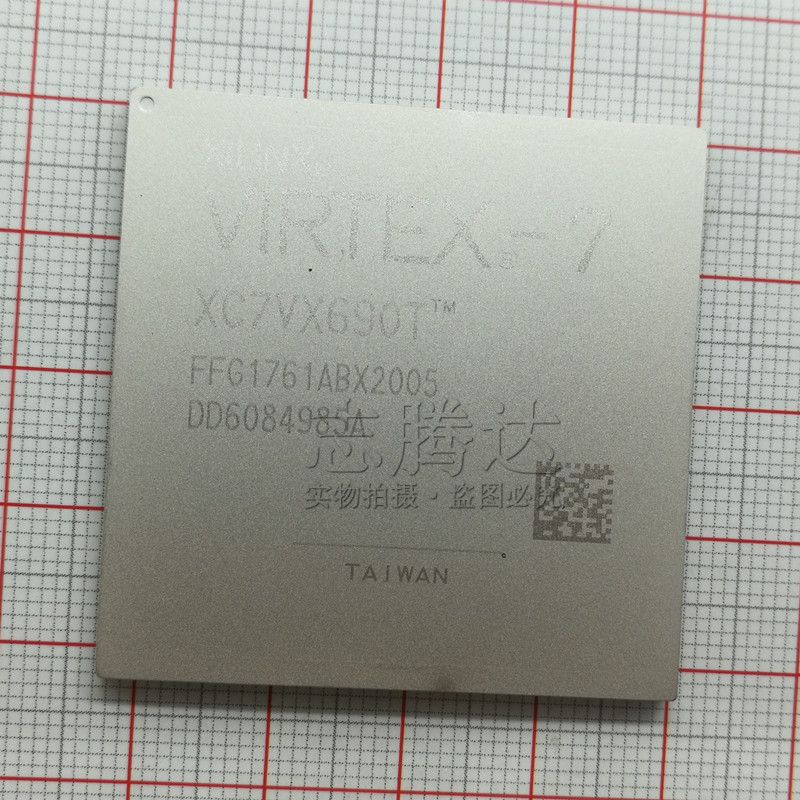 XILINX®
VIRTEX®-7
XC7VX690T™
FFG1761ABX2005
DD6084985A
志腾达
实物拍摄·盗图必究
TAIWAN